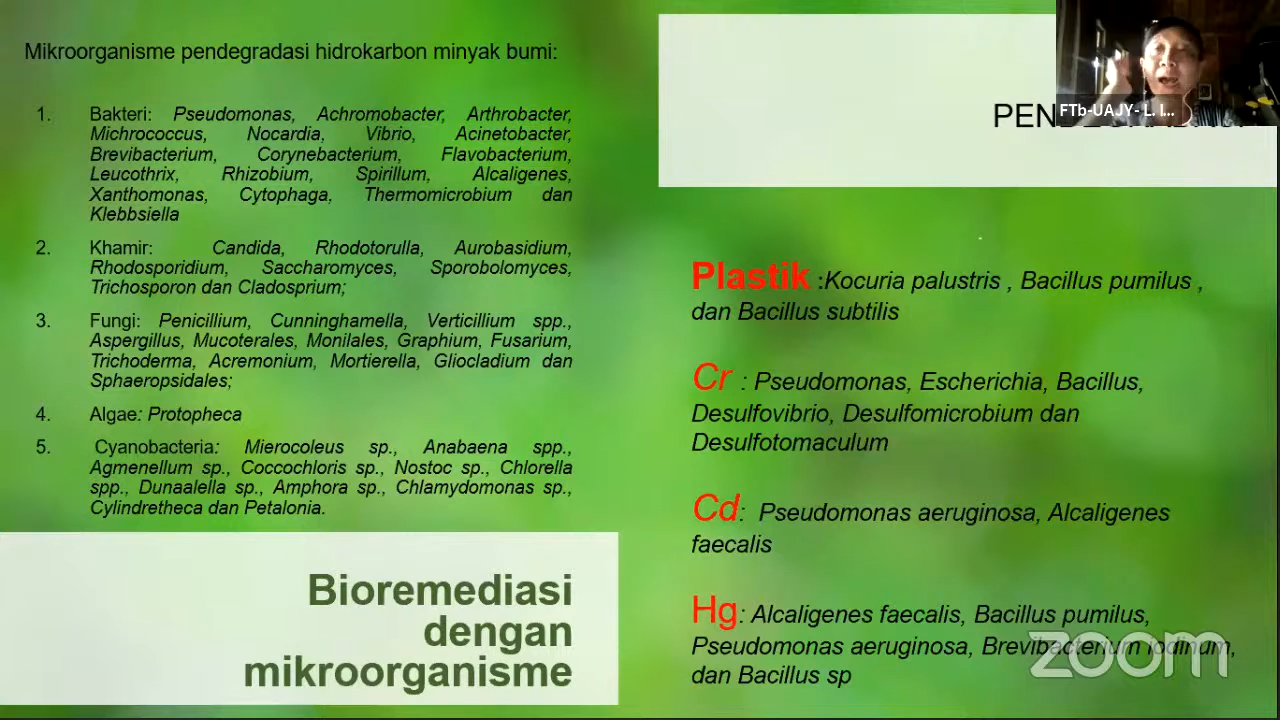 Mikroorganisme pendegradasi hidrokarbon minyak bumi:
1. Bakteri: Pseudomonas, Achromobacter, Arthrobacter,
Michrococcus, Nocardia, Vibrio, Acinetobacter,
Brevibacterium, Corynebacterium, Flavobacterium,
Leucothrix, Rhizobium, Spirillum, Alcaligenes,
Xanthomonas, Cytophaga, Thermomicrobium dan
Klebbsiella
2. Khamir: Candida, Rhodotorulla, Aurobasidium,
Rhodosporidium, Saccharomyces, Sporobolomyces,
Trichosporon dan Cladosprium;
3. Fungi: Penicillium, Cunninghamella, Verticillium spp.,
Aspergillus, Mucoterales, Monilales, Graphium, Fusarium,
Trichoderma, Acremonium, Mortierella, Gliocladium dan
Sphaeropsidales;
4. Algae: Protopheca
5. Cyanobacteria: Mierocoleus sp., Anabaena spp.,
Agmenellum sp., Coccochloris sp., Nostoc sp., Chlorella
spp., Dunaalella sp., Amphora sp., Chlamydomonas sp.,
Cylindretheca dan Petalonia.
Bioremediasi
dengan
mikroorganisme
FTb-UAJY- L. I...
Plastik :Kocuria palustris , Bacillus pumilus ,
dan Bacillus subtilis
Cr : Pseudomonas, Escherichia, Bacillus,
Desulfovibrio, Desulfomicrobium dan
Desulfotomaculum
Cd: Pseudomonas aeruginosa, Alcaligenes
faecalis
Hg: Alcaligenes faecalis, Bacillus pumilus,
Pseudomonas aeruginosa, Brevibacterium iodinum,
dan Bacillus sp
zoom